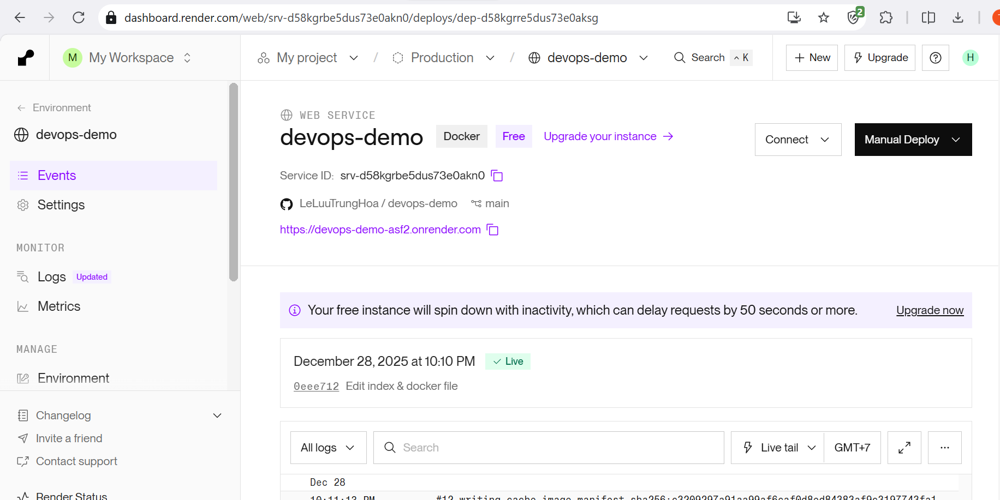 dashboard.render.com/web/srv-d58kgrbe5dus73e0akn0/deploys/dep-d58kgrre5dus73e0aksg
2
M My Workspace
My project / Production / devops-demo
Search ^ K
+ New
Upgrade
H
Environment
devops-demo
Events
Settings
MONITOR
Logs Updated
Metrics
MANAGE
Environment
Changelog
Invite a friend
Contact support
Render Status
WEB SERVICE
devops-demo Docker Free Upgrade your instance →
Connect
Manual Deploy
Service ID: srv-d58kgrbe5dus73e0akn0
LeLuuTrungHoa / devops-demo main
https://devops-demo-asf2.onrender.com
Your free instance will spin down with inactivity, which can delay requests by 50 seconds or more. Upgrade now
December 28, 2025 at 10:10 PM Live
0eee712 Edit index & docker file
All logs Search Live tail GMT+7 ...
Dec 28
10:11:13 PM #12 writing cache image manifest